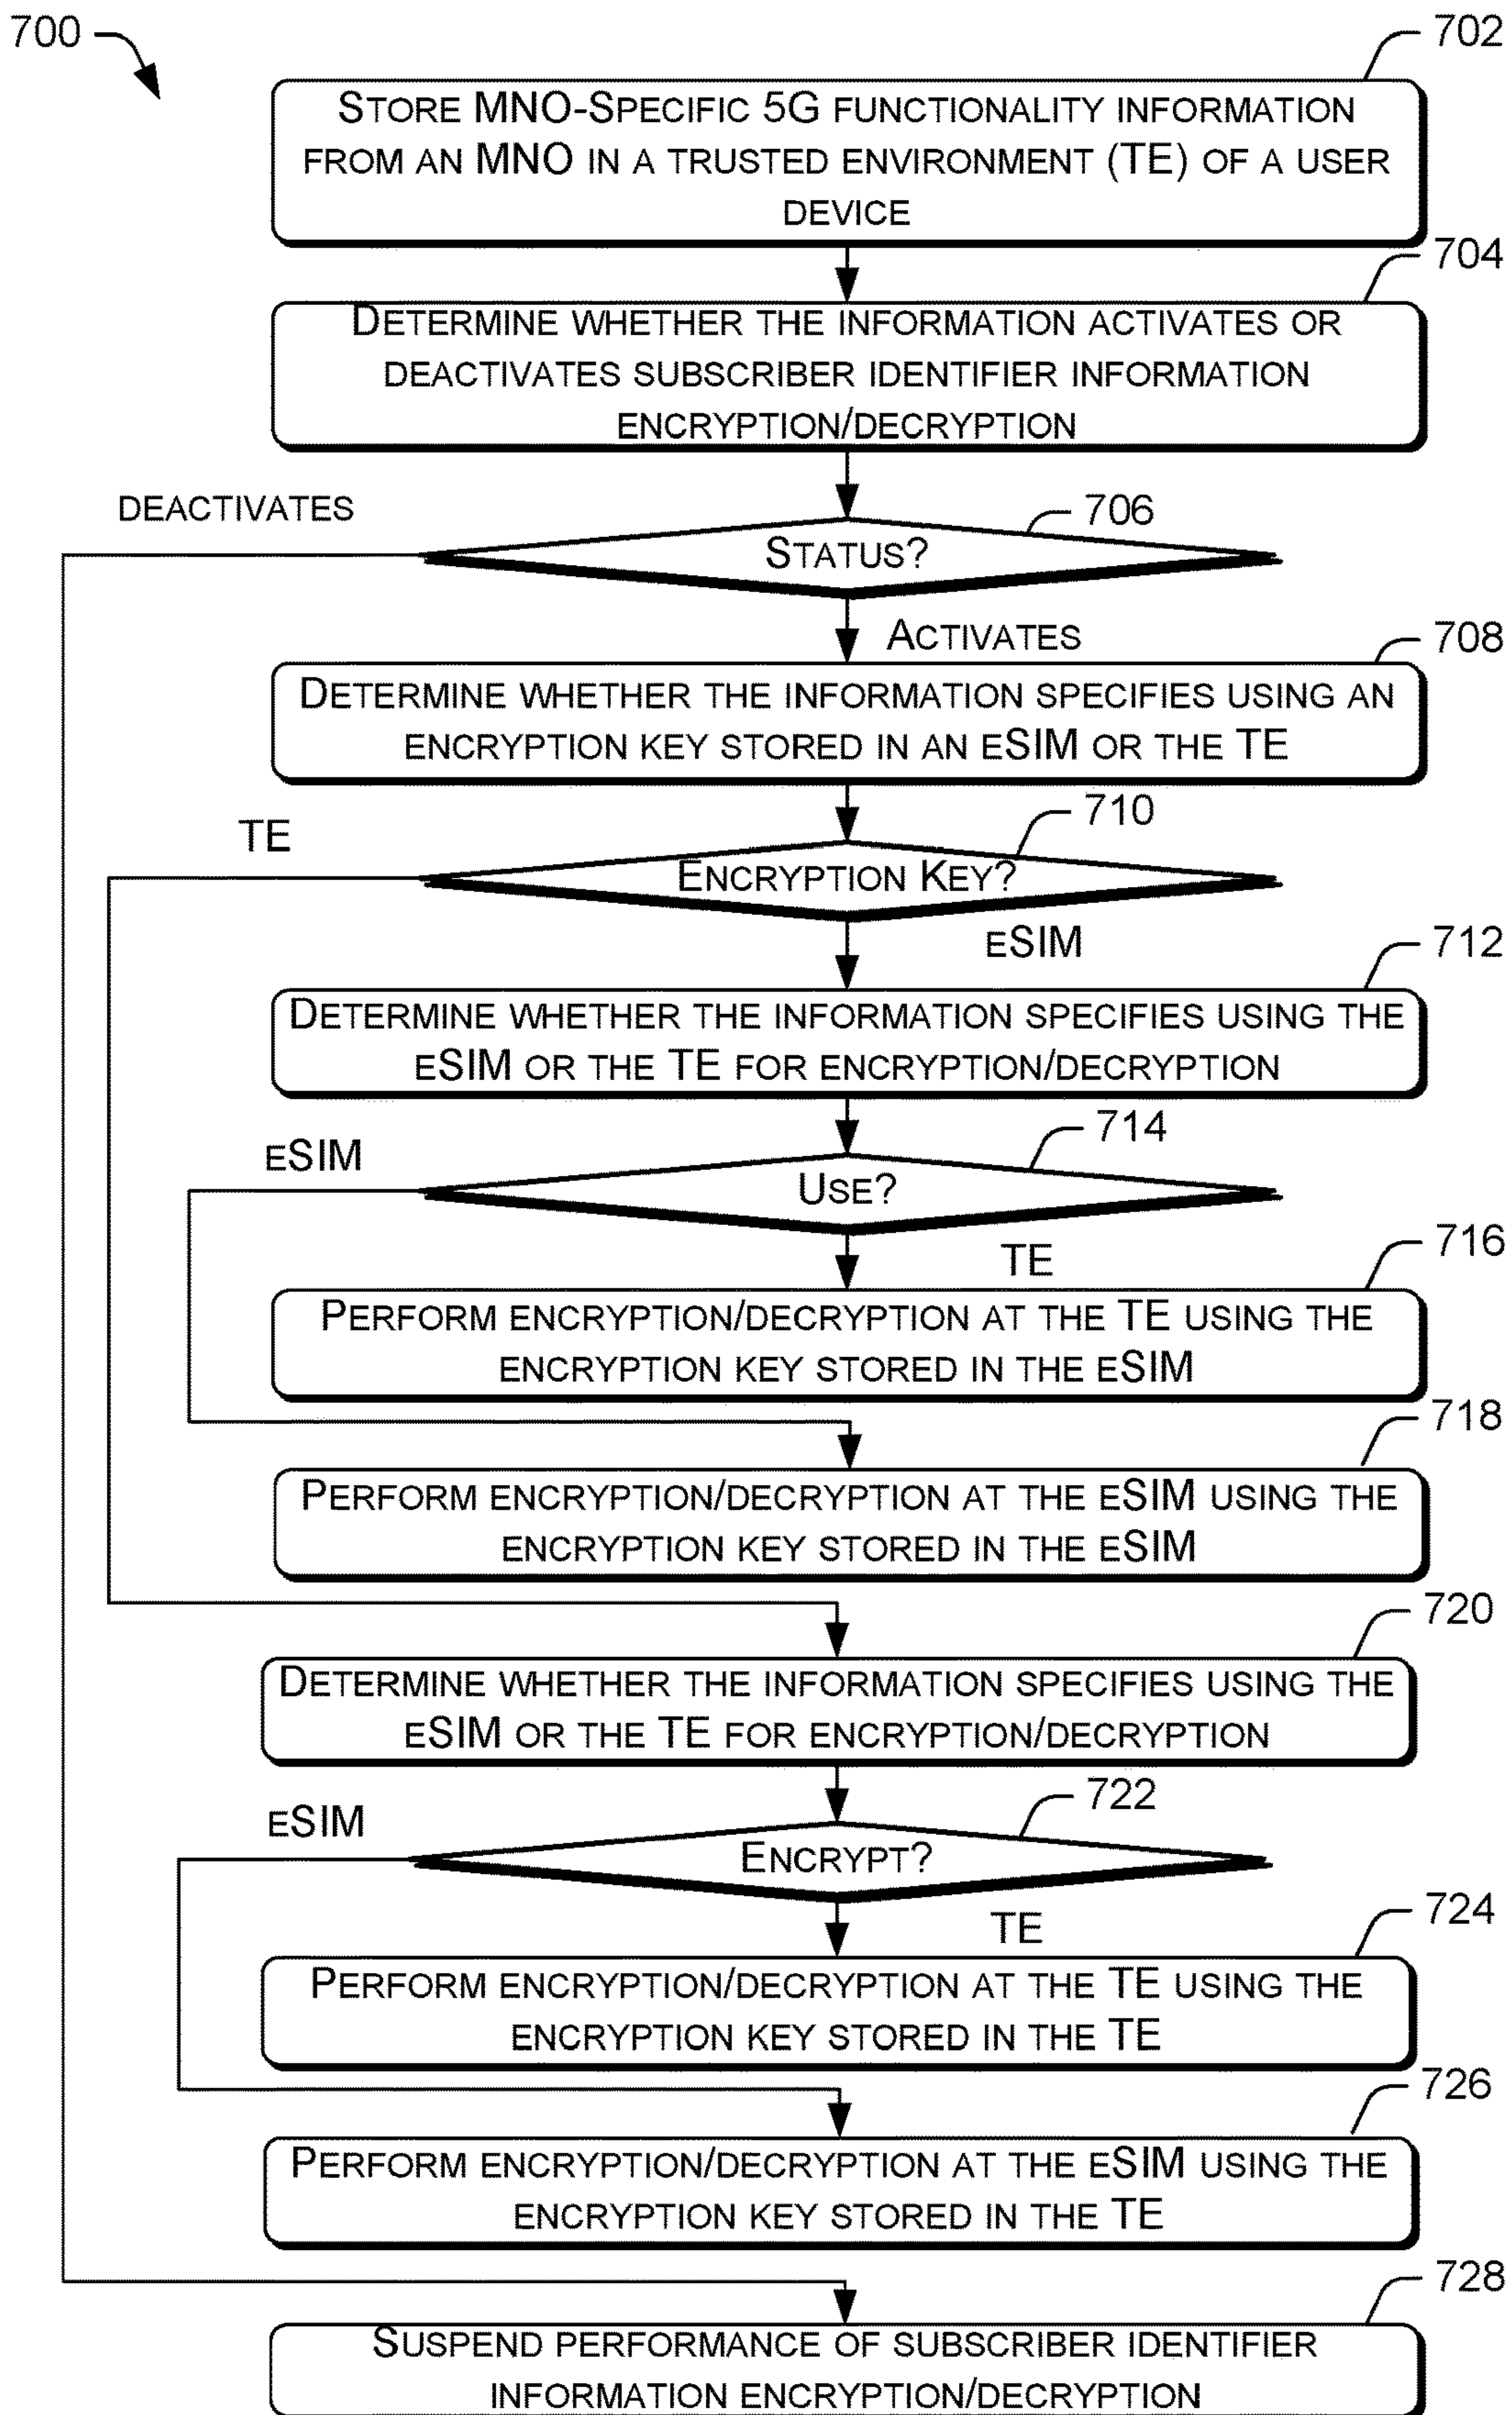 700
702
STORE MNO-SPECIFIC 5G FUNCTIONALITY INFORMATION
FROM AN MNO IN A TRUSTED ENVIRONMENT (TE) OF A USER
DEVICE
704
DETERMINE WHETHER THE INFORMATION ACTIVATES OR
DEACTIVATES SUBSCRIBER IDENTIFIER INFORMATION
ENCRYPTION/DECRYPTION
DEACTIVATES
706
STATUS?
ACTIVATES
708
DETERMINE WHETHER THE INFORMATION SPECIFIES USING AN
ENCRYPTION KEY STORED IN AN ESIM OR THE TE
TE
710
ENCRYPTION KEY?
ESIM
712
DETERMINE WHETHER THE INFORMATION SPECIFIES USING THE
ESIM OR THE TE FOR ENCRYPTION/DECRYPTION
ESIM
714
USE?
TE
716
PERFORM ENCRYPTION/DECRYPTION AT THE TE USING THE
ENCRYPTION KEY STORED IN THE ESIM
718
PERFORM ENCRYPTION/DECRYPTION AT THE ESIM USING THE
ENCRYPTION KEY STORED IN THE ESIM
720
DETERMINE WHETHER THE INFORMATION SPECIFIES USING THE
ESIM OR THE TE FOR ENCRYPTION/DECRYPTION
ESIM
722
ENCRYPT?
TE
724
PERFORM ENCRYPTION/DECRYPTION AT THE TE USING THE
ENCRYPTION KEY STORED IN THE TE
726
PERFORM ENCRYPTION/DECRYPTION AT THE ESIM USING THE
ENCRYPTION KEY STORED IN THE TE
728
SUSPEND PERFORMANCE OF SUBSCRIBER IDENTIFIER
INFORMATION ENCRYPTION/DECRYPTION